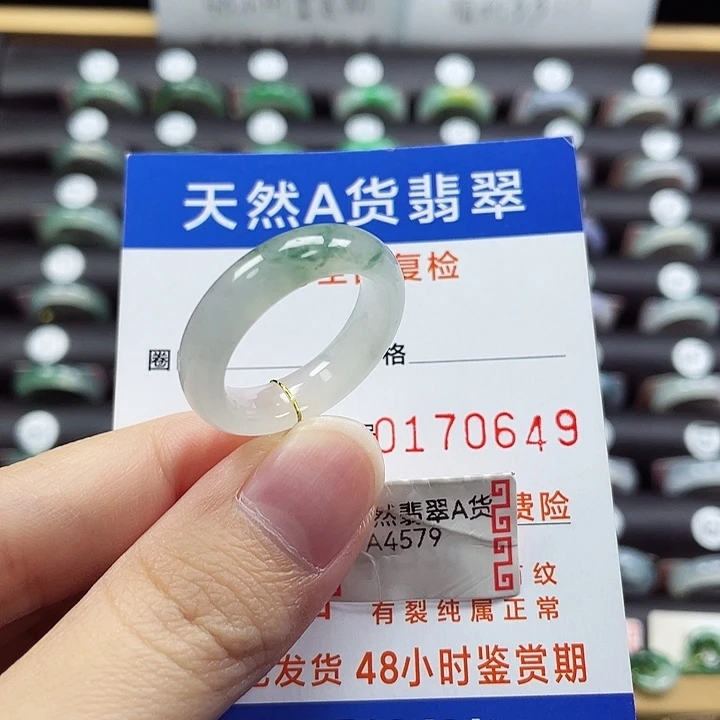 天然A货翡翠
复检
圈
格
0170649
然翡翠A货
费险
A4579
纹
有裂纯属正常
发货 48小时鉴赏期